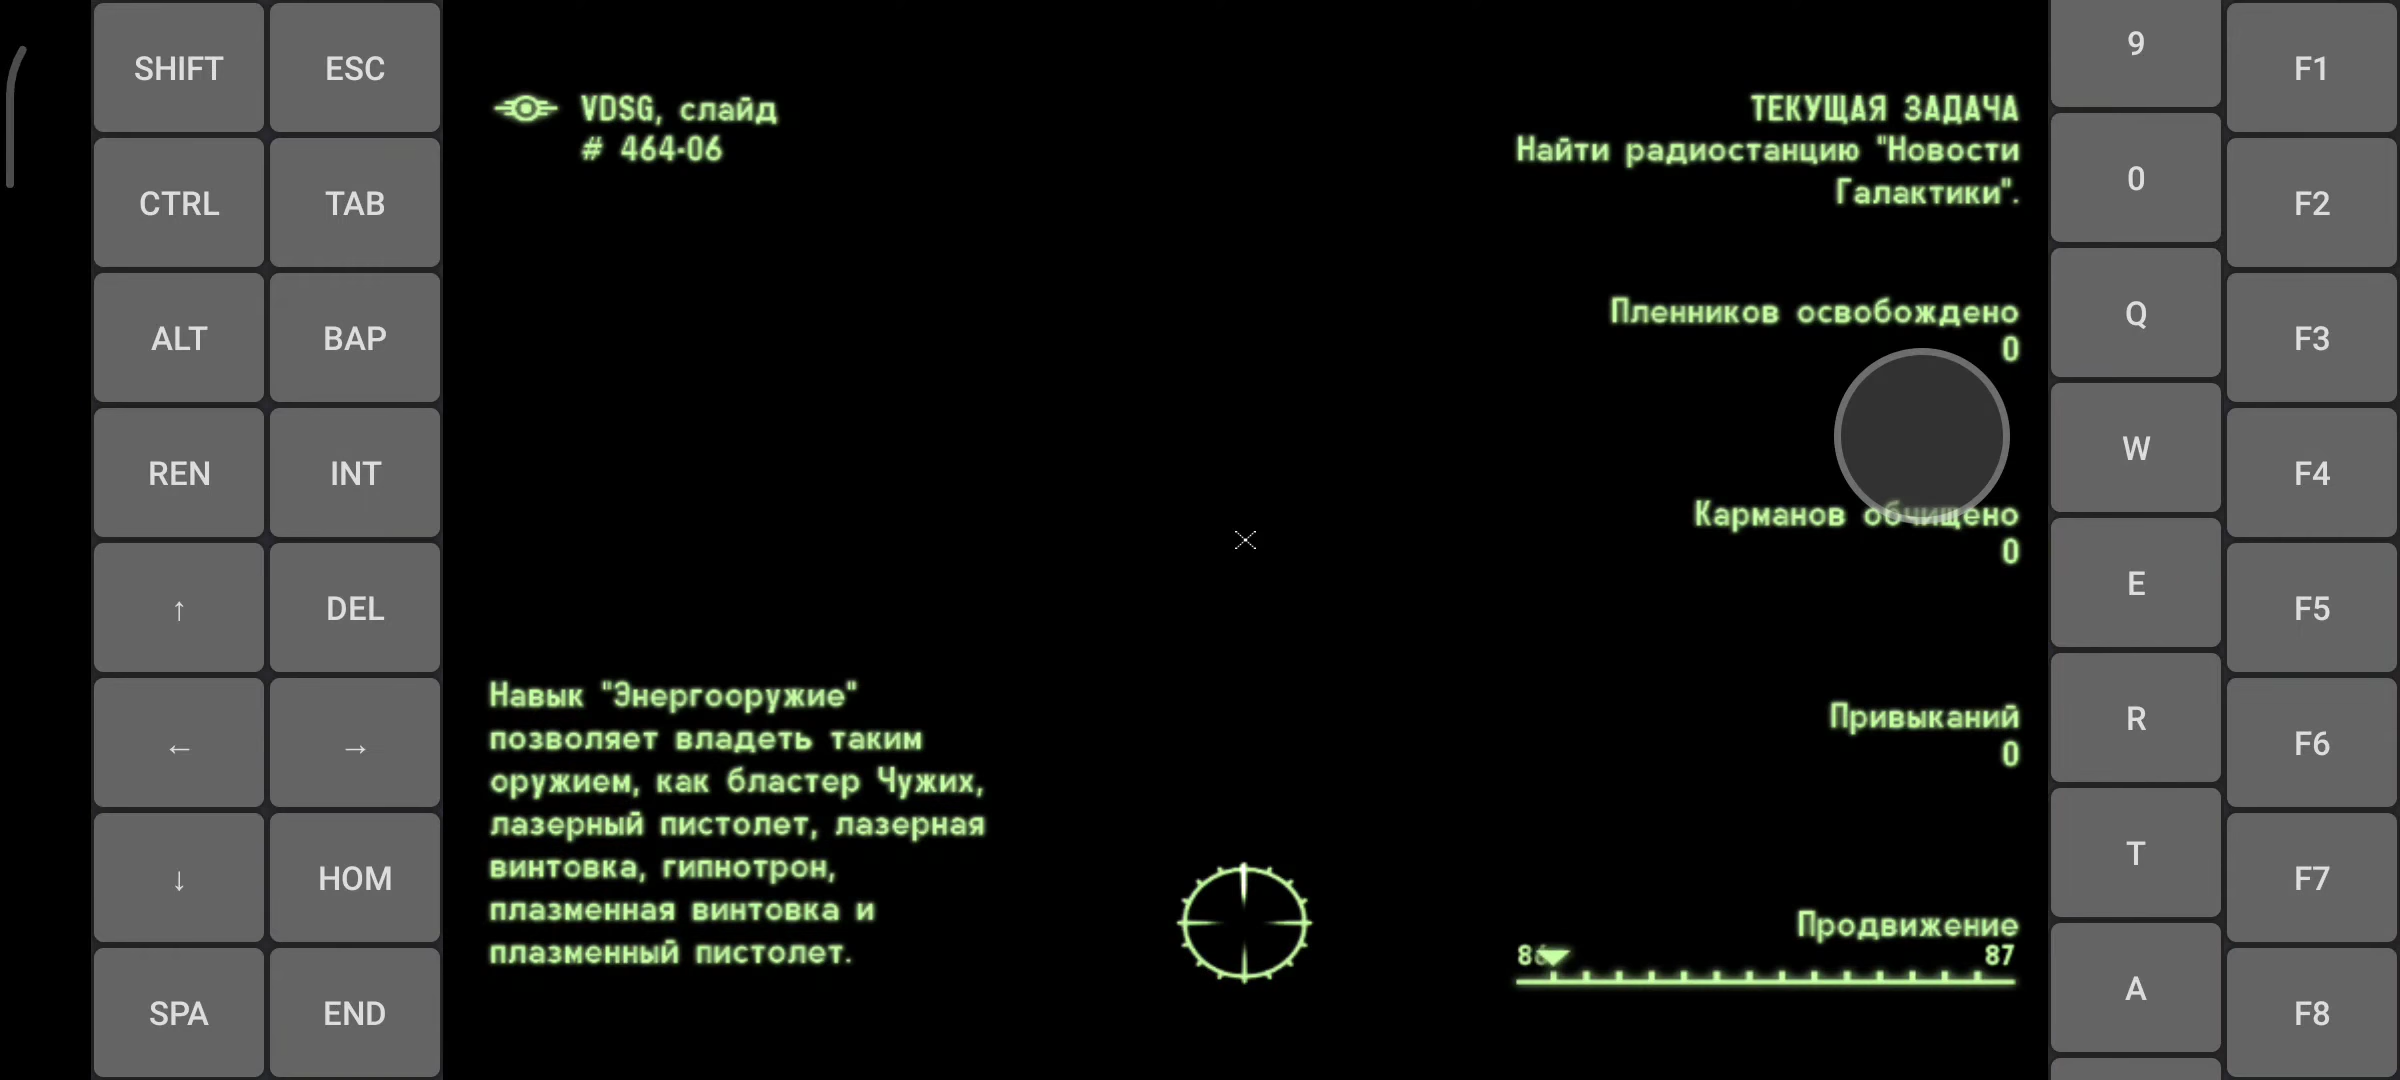 SHIFT
ESC
CTRL
TAB
ALT
BAP
REN
INT
↑
DEL
←
→
↓
HOM
SPA
END
VDSG, слайд
# 464-06
ТЕКУЩАЯ ЗАДАЧА
Найти радиостанцию "Новости
Галактики".
Пленников освобождено
0
Карманов обчищено
0
Привыканий
0
Продвижение
86
87
Навык "Энергооружие"
позволяет владеть таким
оружием, как бластер Чужих,
лазерный пистолет, лазерная
винтовка, гипнотрон,
плазменная винтовка и
плазменный пистолет.
9
F1
0
F2
Q
F3
W
F4
E
F5
R
F6
T
F7
A
F8